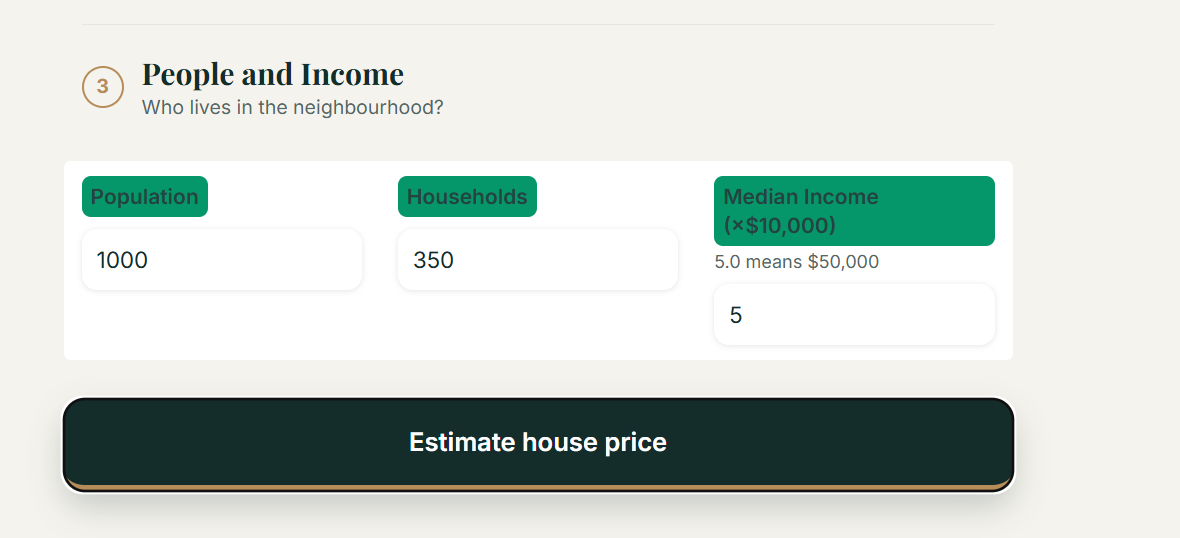 3
People and Income
Who lives in the neighbourhood?
Population
1000
Households
350
Median Income
(×$10,000)
5.0 means $50,000
5
Estimate house price